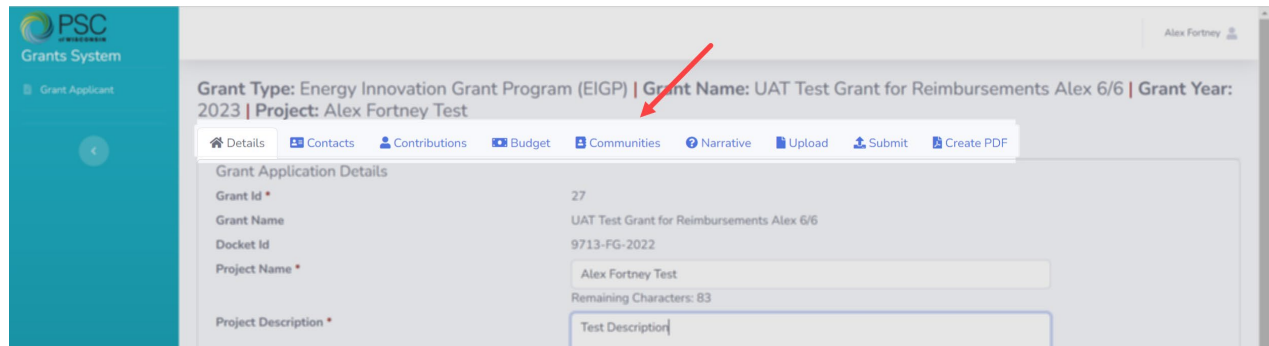 PSC
OF WISCONSIN
Grants System
Alex Fortney
Grant Applicant
Grant Type: Energy Innovation Grant Program (EIGP) | Grant Name: UAT Test Grant for Reimbursements Alex 6/6 | Grant Year:
2023 | Project: Alex Fortney Test
Details Contacts Contributions Budget Communities Narrative Upload Submit Create PDF
Grant Application Details
Grant Id * 27
Grant Name UAT Test Grant for Reimbursements Alex 6/6
Docket Id 9713-FG-2022
Project Name * Alex Fortney Test
Remaining Characters: 83
Project Description * Test Description